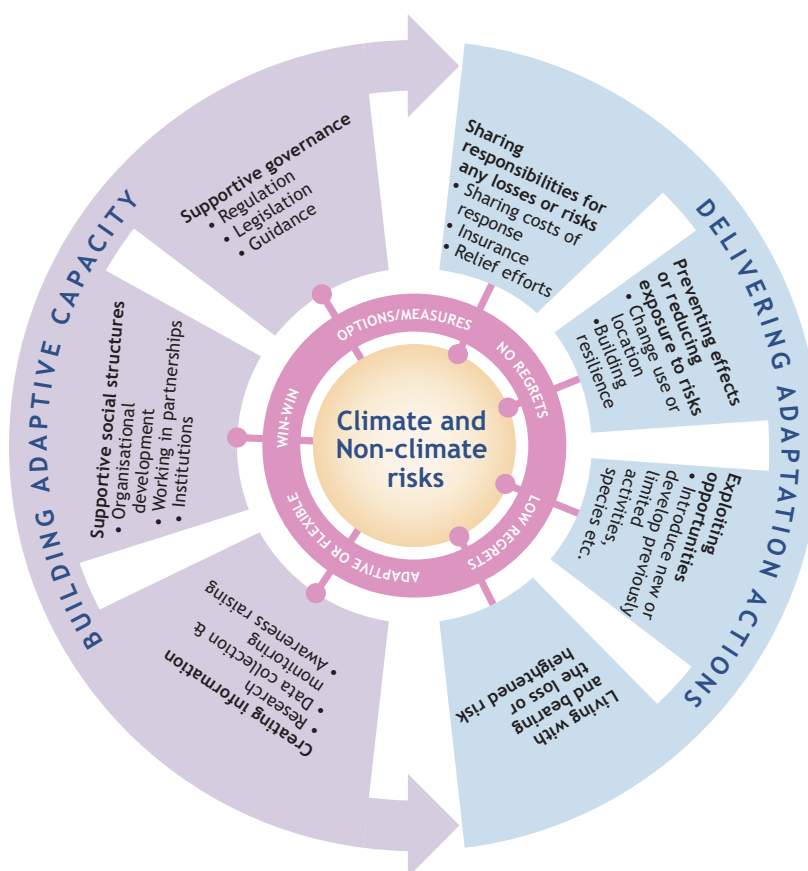 BUILDING ADAPTIVE CAPACITY
Supportive governance
• Regulation
• Legislation
• Guidance
Supportive social structures
• Organisational
development
• Working in partnerships
• Institutions
Creating information
• Research
• Data collection &
monitoring
• Awareness raising
DELIVERING ADAPTATION ACTIONS
Sharing
responsibilities for
any losses or risks
• Sharing costs of
response
• Insurance
• Relief efforts
Preventing effects
or reducing
exposure to risks
• Change use or
location
• Building
resilience
Exploiting
opportunities
• Introduce new or
develop previously
limited
activities,
species etc.
Living with
and bearing
the loss or
heightened risk
OPTIONS/MEASURES
NO REGRETS
LOW REGRETS
ADAPTIVE OR FLEXIBLE
WIN-WIN
Climate and
Non-climate
risks